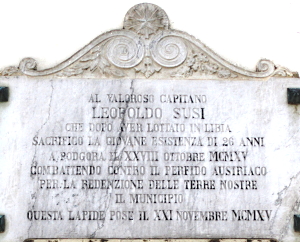 AL VALOROSO CAPITANO
LEOPOLDO SUSI
CHE DOPO AVER LOTTATO IN LIBIA
SACRIFICO LA GIOVANE ESISTENZA DI 26 ANNI
A PODGORA IL XXVIII OTTOBRE MCMXV
COMBATTENDO CONTRO IL PERFIDO AUSTRIACO
PER LA REDENZIONE DELLE TERRE NOSTRE
IL MUNICIPIO
QUESTA LAPIDE POSE IL XXI NOVEMBRE MCMXV